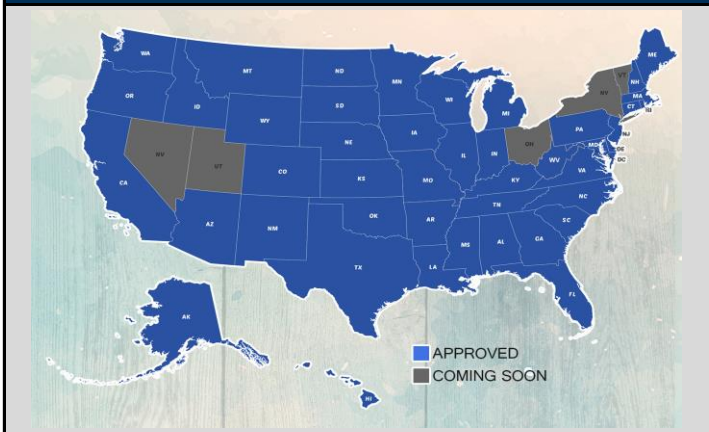 WA
MT
ND
MN
ME
OR
ID
SD
WI
VT
NH
WY
MI
NY
MA
CT
RI
NV
UT
NE
IA
PA
NJ
CA
CO
IL
IN
OH
MD
DE
DC
KS
MO
WV
VA
KY
AZ
NM
OK
TN
NC
AR
SC
TX
MS
AL
GA
LA
FL
AK
HI
APPROVED
COMING SOON